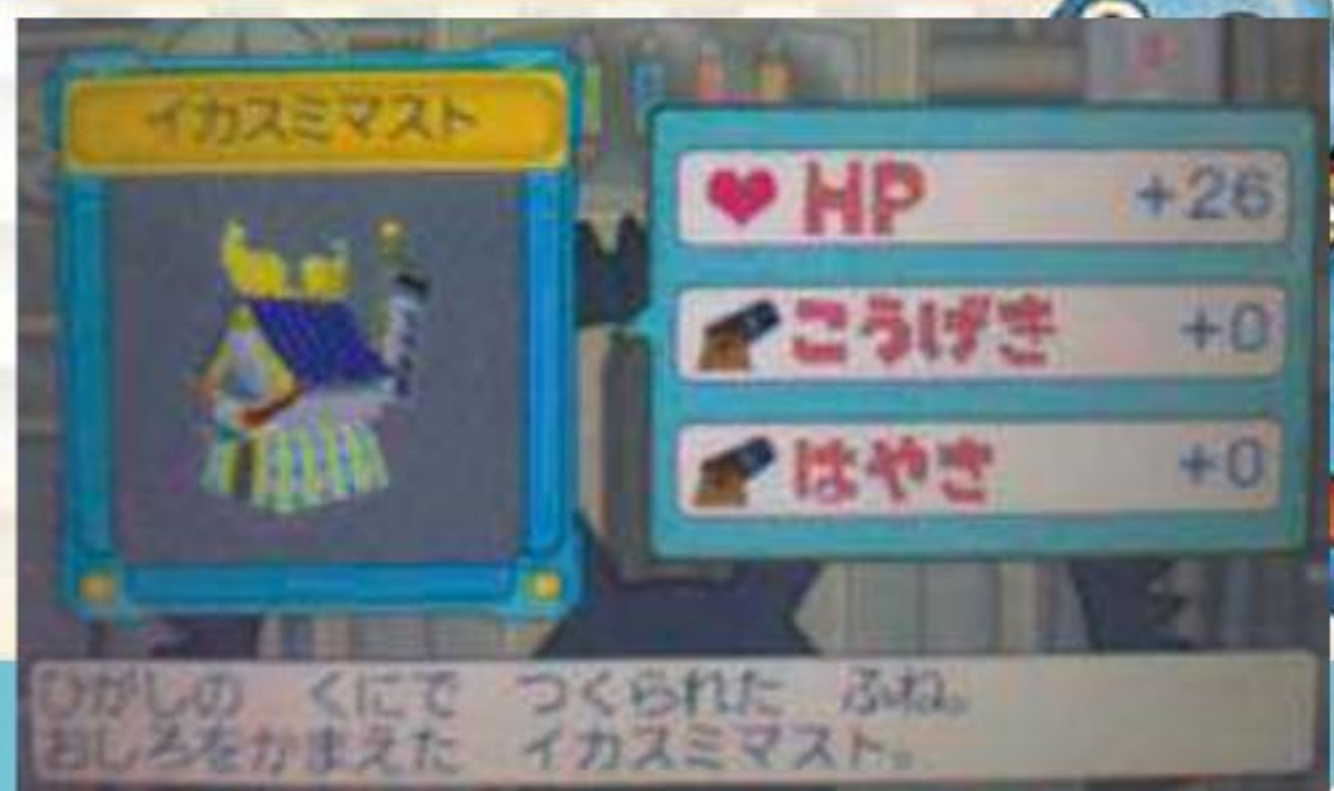 イカスミマスト
HP +26
こうげき +0
はやさ +0
ひがしの くにで つくられた ふね。
おしろをかまえた イカスミマスト。